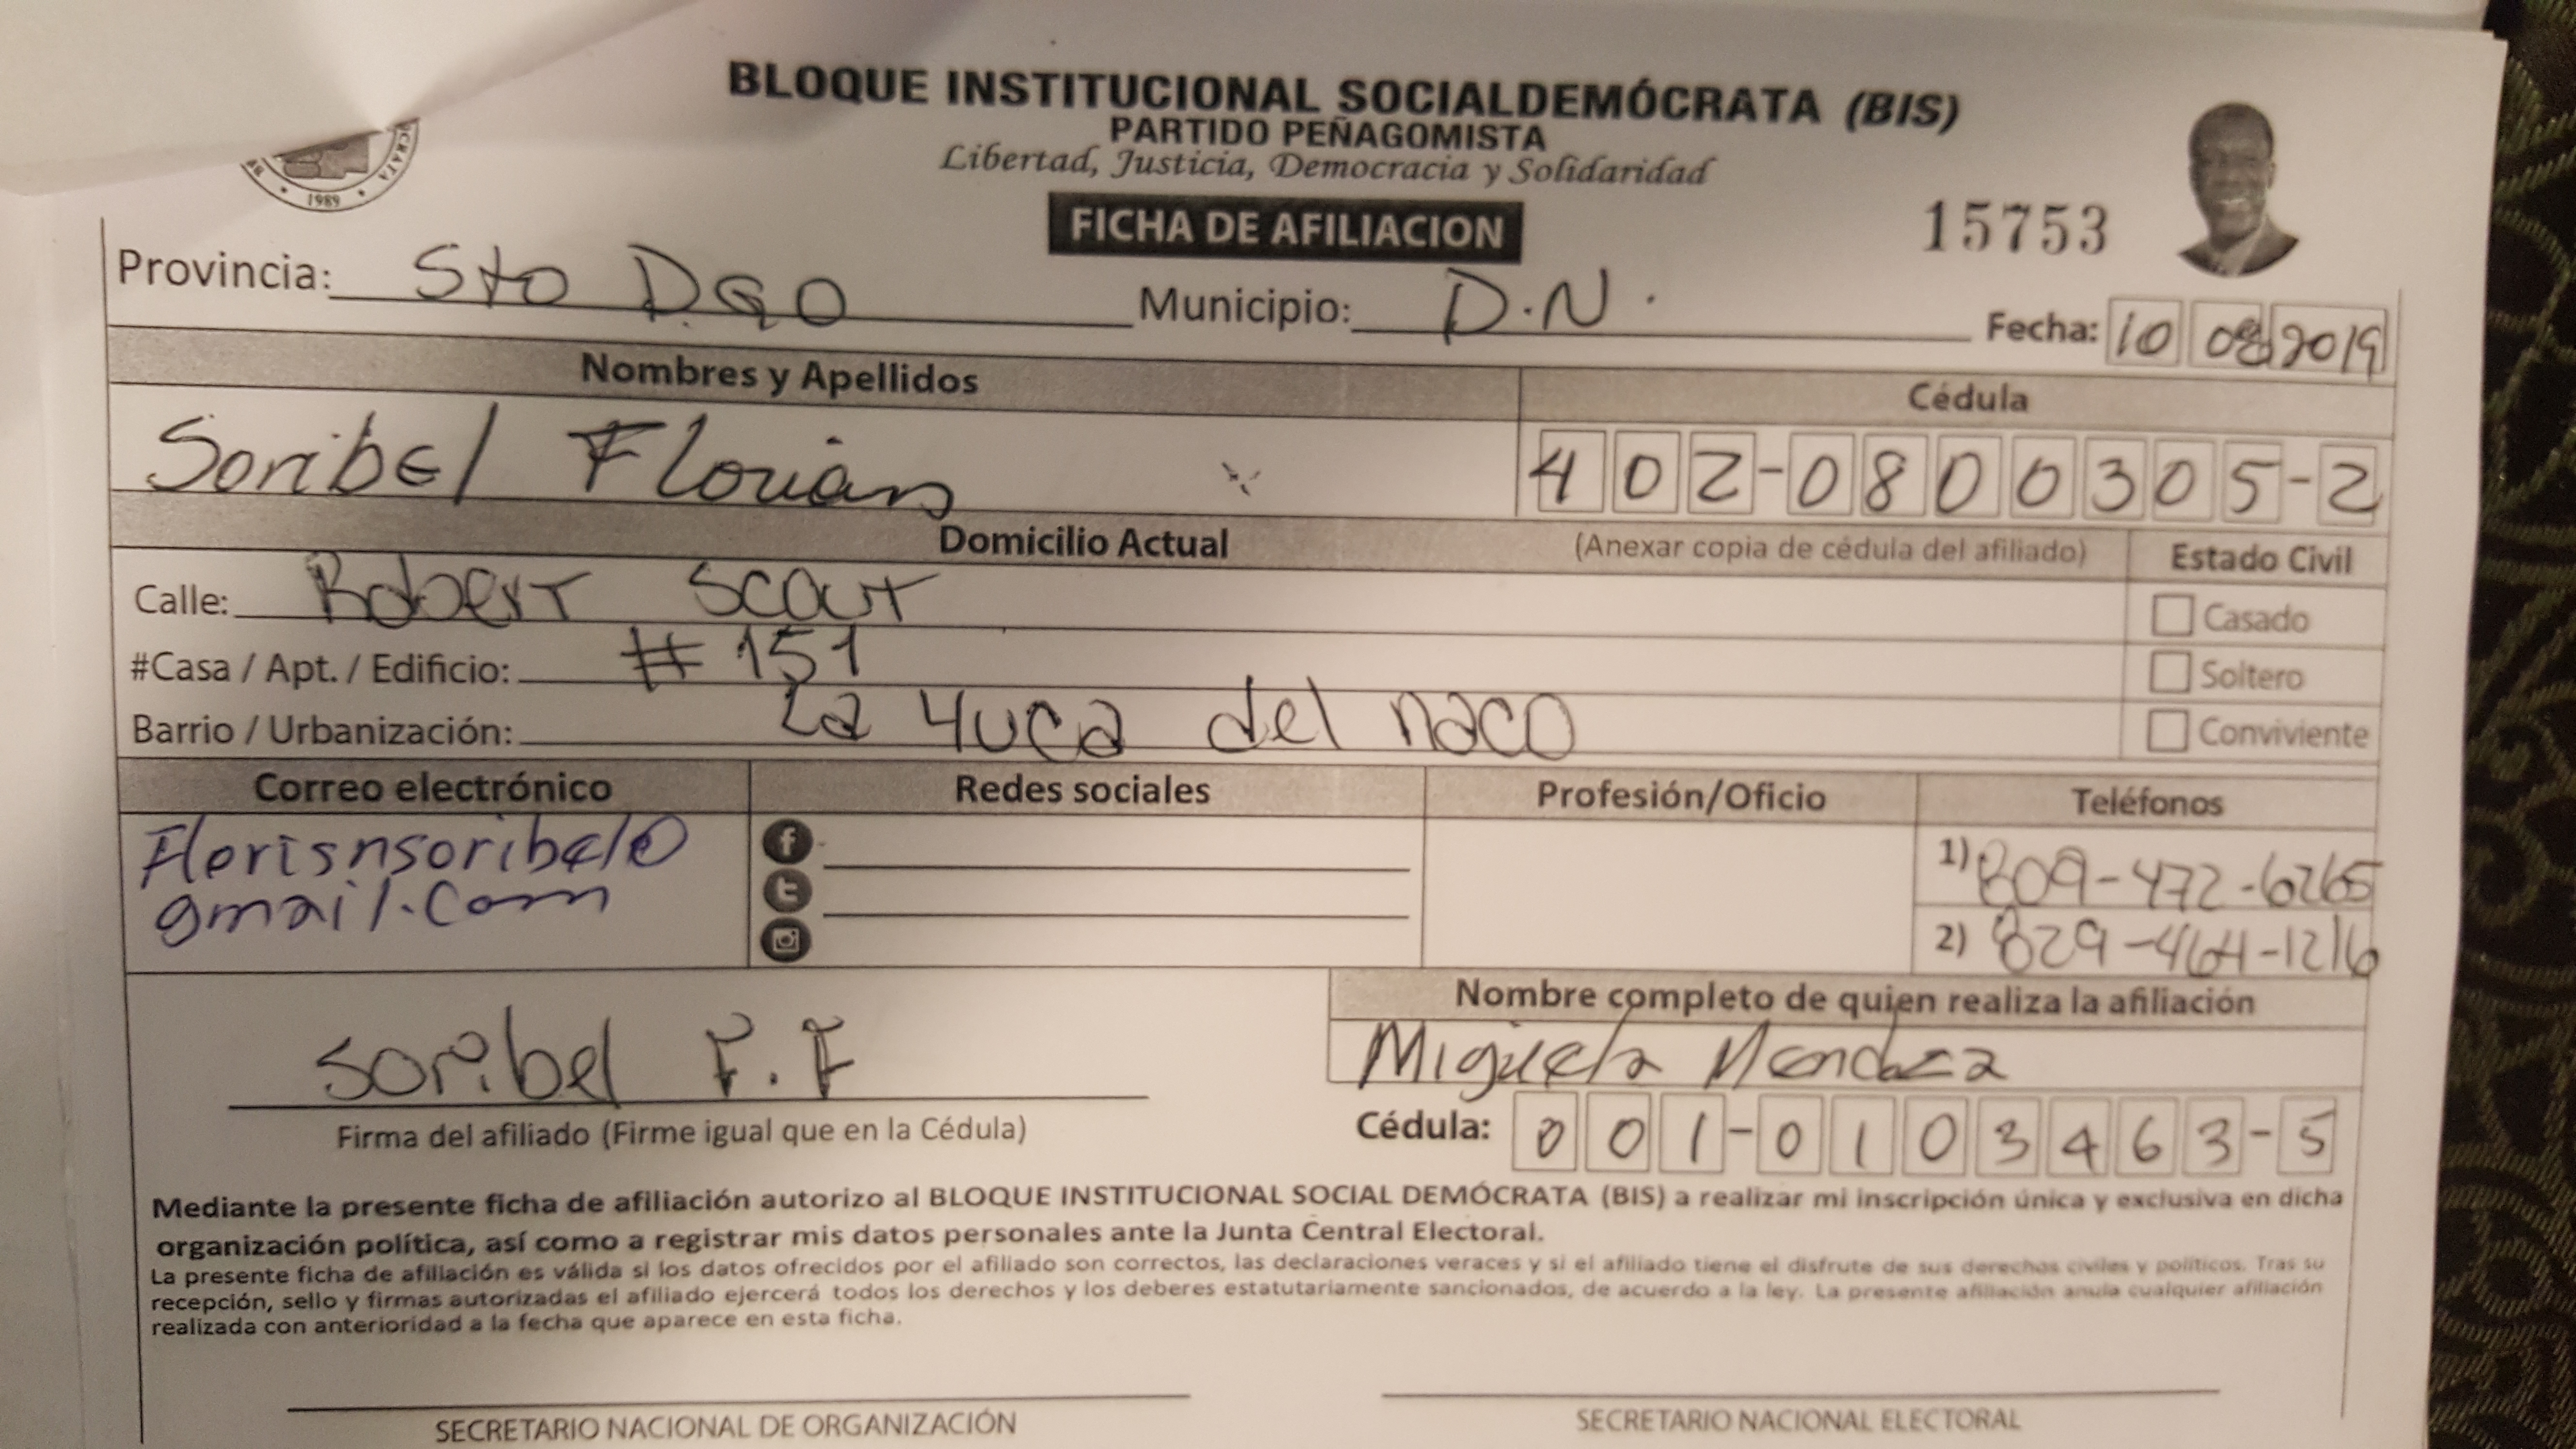 BLOQUE INSTITUCIONAL SOCIALDEMÓCRATA (BIS)
PARTIDO PEÑAGOMISTA
Libertad, Justicia, Democracia y Solidaridad
1989
FICHA DE AFILIACION
15753
Provincia: Sto DGO Municipio: D.N. Fecha: 10 08 2019
Nombres y Apellidos Cédula
Soribel Florian 402-0800305-2
Domicilio Actual (Anexar copia de cédula del afiliado) Estado Civil
Calle: Robert Scout Casado
#Casa / Apt. / Edificio: #151 Soltero
Barrio / Urbanización: La Yuca del naco Conviviente
Correo electrónico Redes sociales Profesión/Oficio Teléfonos
Florisnsoribel@ 1) 809-472-6265
gmail.com 2) 829-464-1216
Nombre completo de quien realiza la afiliación
Soribel F.F Miguela Mendoza
Firma del afiliado (Firme igual que en la Cédula) Cédula: 001-0103463-5
Mediante la presente ficha de afiliación autorizo al BLOQUE INSTITUCIONAL SOCIAL DEMÓCRATA (BIS) a realizar mi inscripción única y exclusiva en dicha
organización política, así como a registrar mis datos personales ante la Junta Central Electoral.
La presente ficha de afiliación es válida si los datos ofrecidos por el afiliado son correctos, las declaraciones veraces y si el afiliado tiene el disfrute de sus derechos civiles y políticos. Tras su
recepción, sello y firmas autorizadas el afiliado ejercerá todos los derechos y los deberes estatutariamente sancionados, de acuerdo a la ley. La presente afiliación anula cualquier afiliación
realizada con anterioridad a la fecha que aparece en esta ficha.
SECRETARIO NACIONAL DE ORGANIZACIÓN SECRETARIO NACIONAL ELECTORAL